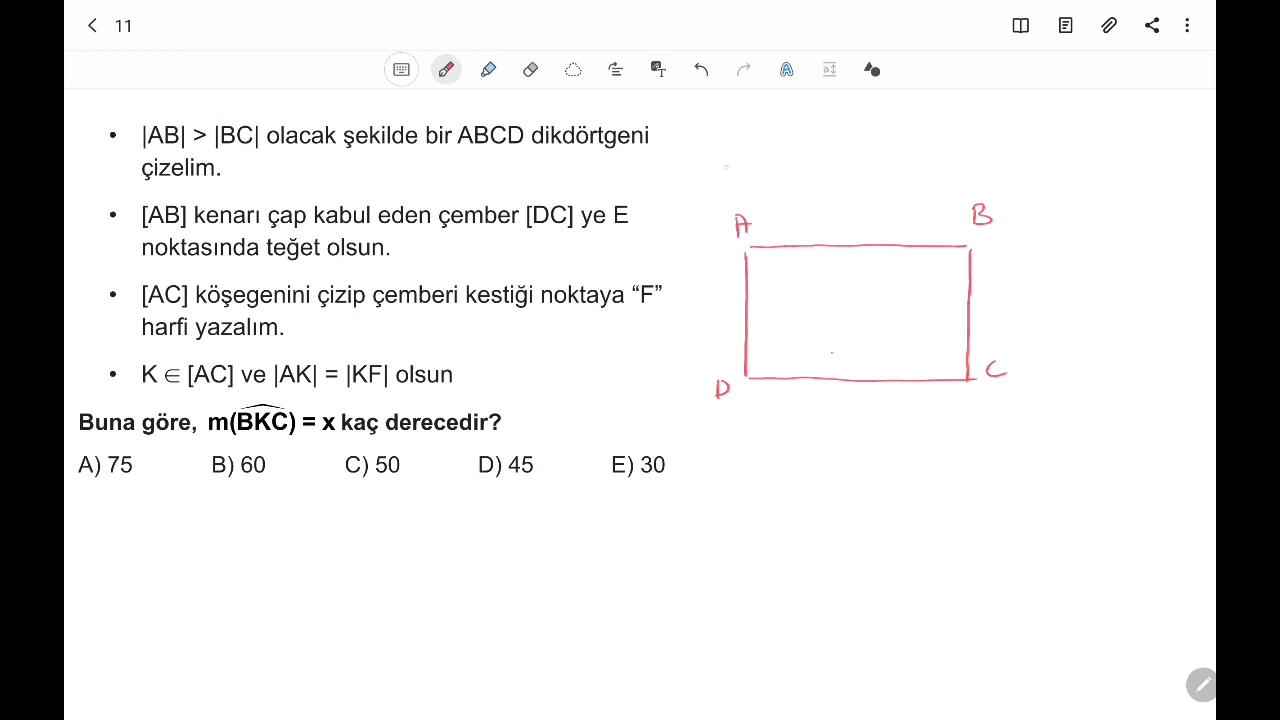 11
• |AB| > |BC| olacak şekilde bir ABCD dikdörtgeni
çizelim.
• [AB] kenarı çap kabul eden çember [DC] ye E
noktasında teğet olsun.
• [AC] köşegenini çizip çemberi kestiği noktaya “F”
harfi yazalım.
• K ∈ [AC] ve |AK| = |KF| olsun
Buna göre, m(BKC) = x kaç derecedir?
A) 75 B) 60 C) 50 D) 45 E) 30
A B
D C